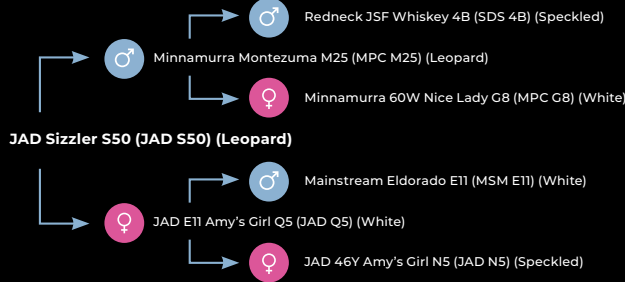 Redneck JSF Whiskey 4B (SDS 4B) (Speckled)
Minnamurra Montezuma M25 (MPC M25) (Leopard)
Minnamurra 60W Nice Lady G8 (MPC G8) (White)
JAD Sizzler S50 (JAD S50) (Leopard)
Mainstream Eldorado E11 (MSM E11) (White)
JAD E11 Amy's Girl Q5 (JAD Q5) (White)
JAD 46Y Amy's Girl N5 (JAD N5) (Speckled)